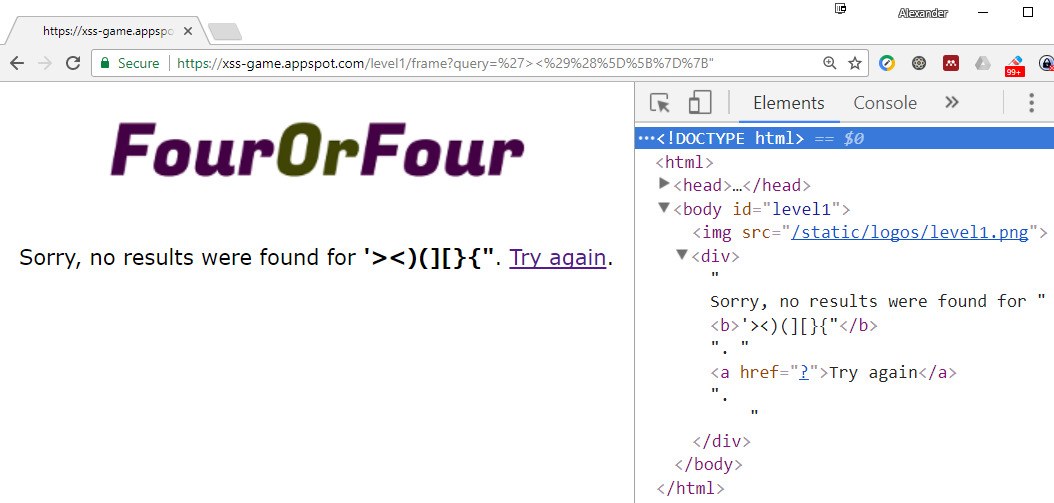 Alexander
https://xss-game.appspo
Secure https://xss-game.appspot.com/level1/frame?query=%27><%29%28%5D%5B%7D%7B"
99+
Elements Console
FourOrFour
…<!DOCTYPE html> == $0
<html>
<head>…</head>
<body id="level1">
<img src="/static/logos/level1.png">
Sorry, no results were found for '><)(][}{". Try again.
<div>
"
Sorry, no results were found for "
<b>'><)(][}{"</b>
". "
<a href="?">Try again</a>
".
"
</div>
</body>
</html>